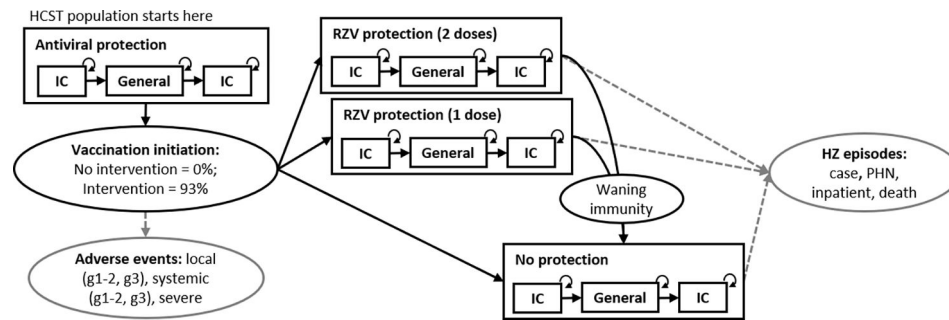 HCST population starts here
Antiviral protection
IC
General
IC
Vaccination initiation:
No intervention = 0%;
Intervention = 93%
Adverse events: local
(g1-2, g3), systemic
(g1-2, g3), severe
RZV protection (2 doses)
IC
General
IC
RZV protection (1 dose)
IC
General
IC
Waning
immunity
No protection
IC
General
IC
HZ episodes:
case, PHN,
inpatient, death